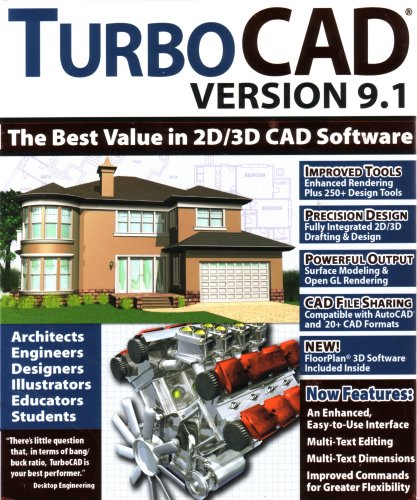 TURBOCAD®
VERSION 9.1
The Best Value in 2D/3D CAD Software
IMPROVED TOOLS
Enhanced Rendering
Plus 250+ Design Tools
PRECISION DESIGN
Fully Integrated 2D/3D
Drafting & Design
POWERFUL OUTPUT
Surface Modeling &
Open GL Rendering
CAD FILE SHARING
Compatible with AutoCAD®
and 20+ CAD Formats
NEW!
FloorPlan® 3D Software
Included Inside
Architects
Engineers
Designers
Illustrators
Educators
Students
"There's little question
that, in terms of bang/
buck ratio, TurboCAD is
your best performer."
Desktop Engineering
Now Features:
An Enhanced,
Easy-to-Use Interface
Multi-Text Editing
Multi-Text Dimensions
Improved Commands
for Greater Flexibility
BEDROOM
BEDROOM